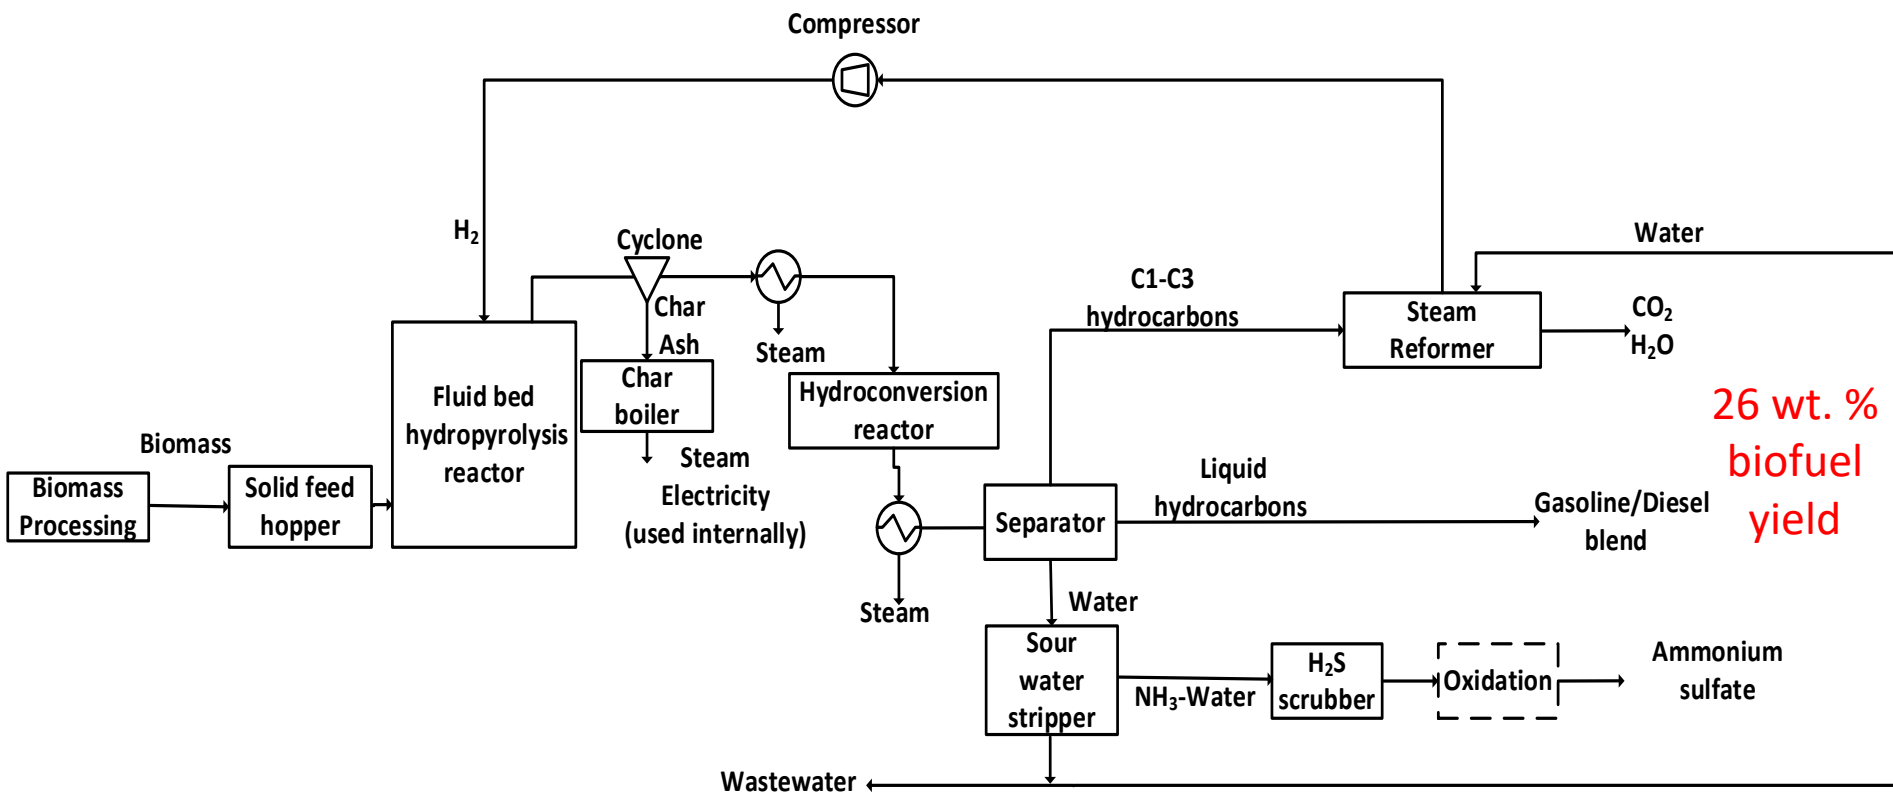 Compressor
H₂
Cyclone
Water
C1-C3
hydrocarbons
Char
Ash
Steam
Steam
Reformer
CO₂
H₂O
Char
boiler
Hydroconversion
reactor
Fluid bed
hydropyrolysis
reactor
26 wt. %
biofuel
yield
Biomass
Biomass
Processing
Solid feed
hopper
Steam
Electricity
(used internally)
Liquid
hydrocarbons
Separator
Gasoline/Diesel
blend
Steam
Water
Sour
water
stripper
NH₃-Water
H₂S
scrubber
Oxidation
Ammonium
sulfate
Wastewater